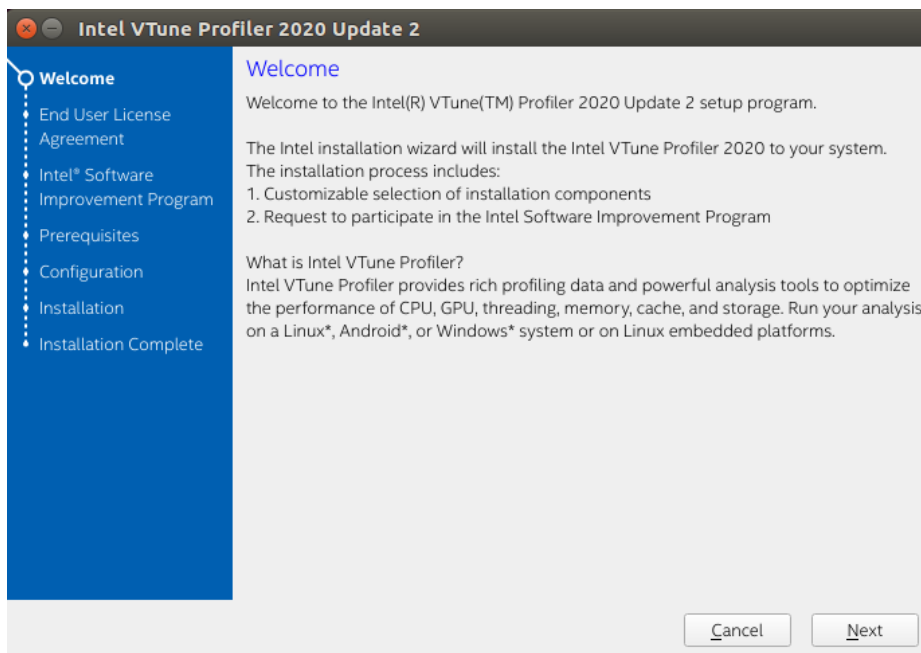 Intel VTune Profiler 2020 Update 2
Welcome
End User License
Agreement
Intel® Software
Improvement Program
Prerequisites
Configuration
Installation
Installation Complete
Welcome
Welcome to the Intel(R) VTune(TM) Profiler 2020 Update 2 setup program.
The Intel installation wizard will install the Intel VTune Profiler 2020 to your system.
The installation process includes:
1. Customizable selection of installation components
2. Request to participate in the Intel Software Improvement Program
What is Intel VTune Profiler?
Intel VTune Profiler provides rich profiling data and powerful analysis tools to optimize
the performance of CPU, GPU, threading, memory, cache, and storage. Run your analysis
on a Linux*, Android*, or Windows* system or on Linux embedded platforms.
Cancel
Next